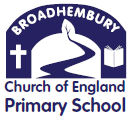 BROADHEMBURY
Church of England
Primary School